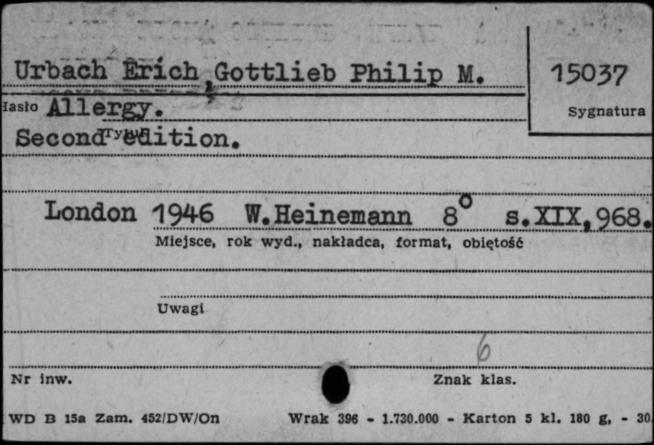 Urbach Erich, Gottlieb Philip M.
15037
Hasło Allergy.
Sygnatura
Tytuł
Second edition.
London 1946 W.Heinemann 8° s.XIX,968.
Miejsce, rok wyd., nakładca, format, objętość
Uwagi
6
Nr inw.
Znak klas.
WD B 15a Zam. 452/DW/On Wrak 396 - 1.730.000 - Karton 5 kl. 180 g, - 30.